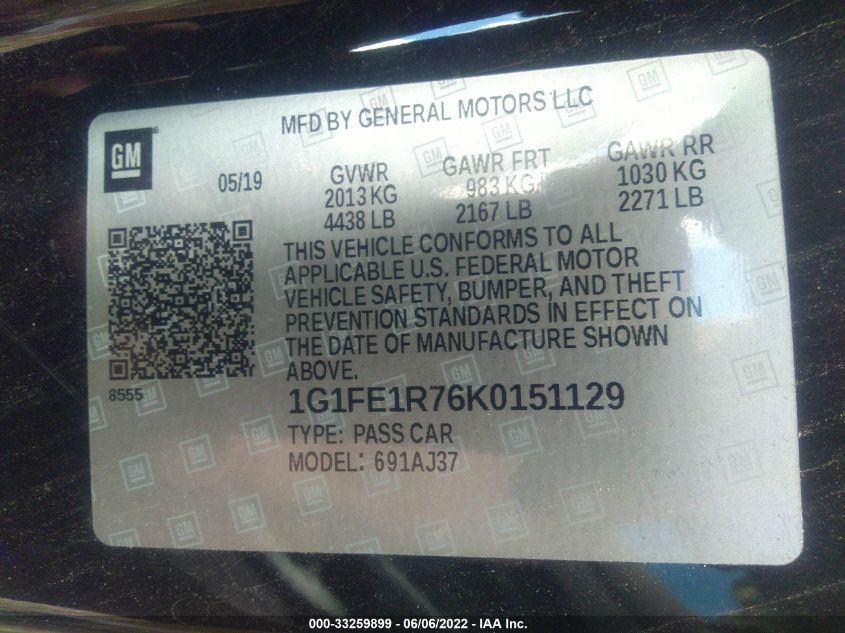 MFD BY GENERAL MOTORS LLC
GM
05/19
GVWR
2013 KG
4438 LB
GAWR FRT
983 KG
2167 LB
GAWR RR
1030 KG
2271 LB
THIS VEHICLE CONFORMS TO ALL
APPLICABLE U.S. FEDERAL MOTOR
VEHICLE SAFETY, BUMPER, AND THEFT
PREVENTION STANDARDS IN EFFECT ON
THE DATE OF MANUFACTURE SHOWN
ABOVE.
8555
1G1FE1R76K0151129
TYPE: PASS CAR
MODEL: 691AJ37
000-33259899 - 06/06/2022 - IAA Inc.